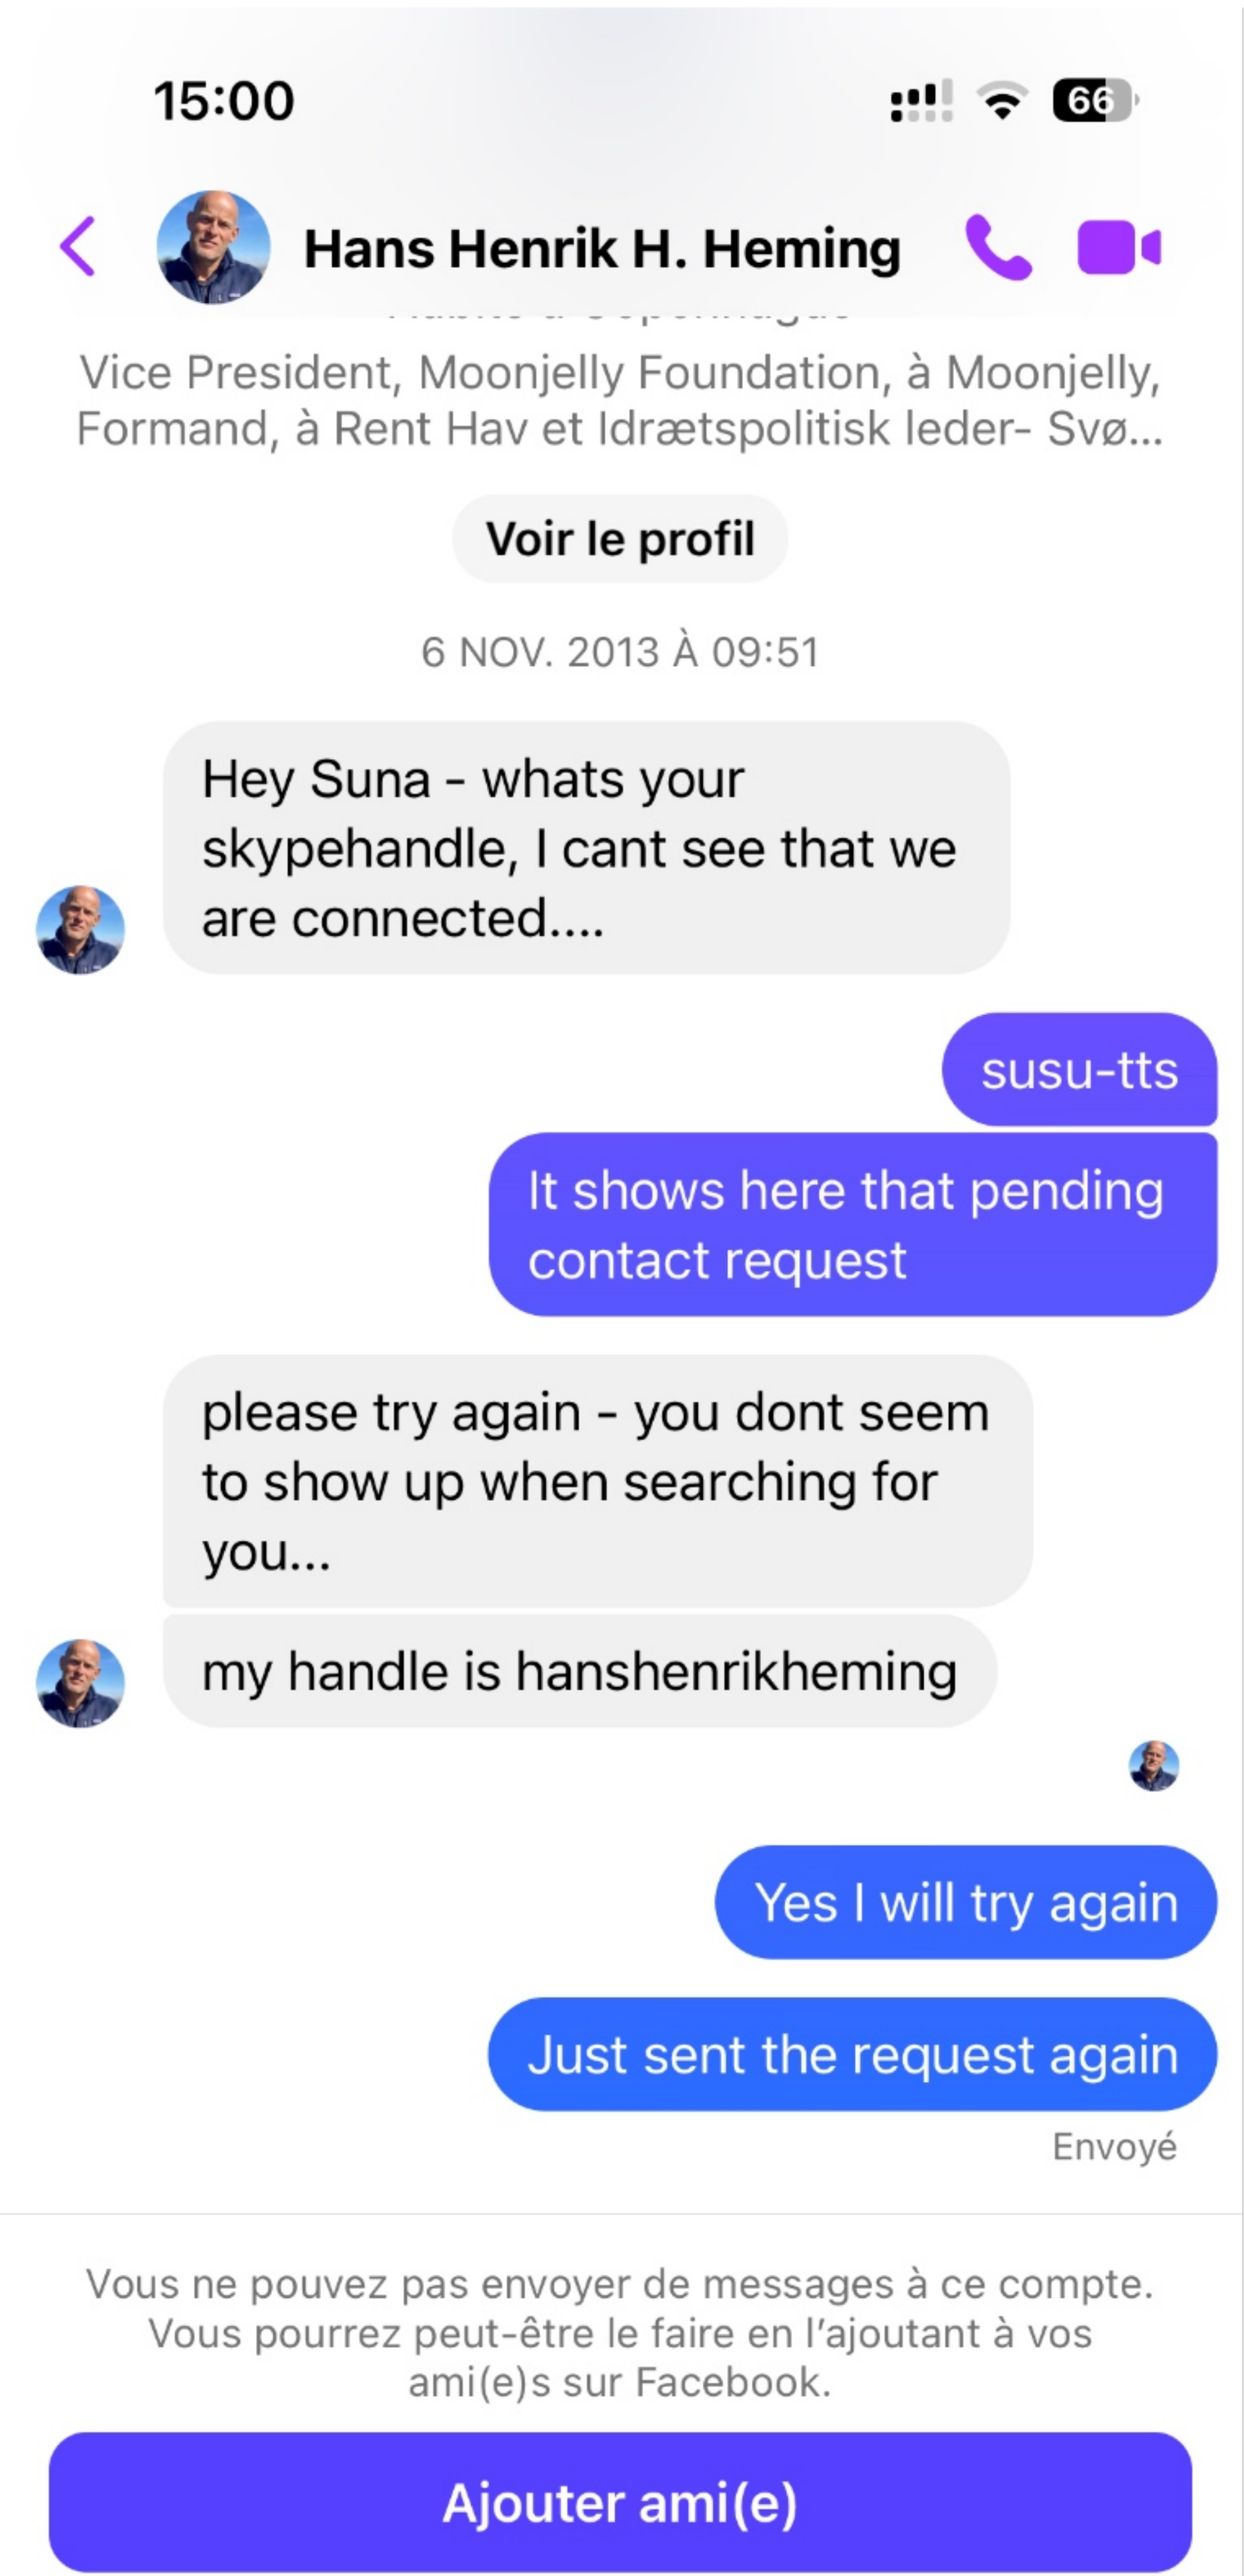 15:00
66
Hans Henrik H. Heming
Vice President, Moonjelly Foundation, à Moonjelly,
Formand, à Rent Hav et Idrætspolitisk leder- Svø...
Voir le profil
6 NOV. 2013 À 09:51
Hey Suna - whats your
skypehandle, I cant see that we
are connected....
susu-tts
It shows here that pending
contact request
please try again - you dont seem
to show up when searching for
you...
my handle is hanshenrikheming
Yes I will try again
Just sent the request again
Envoyé
Vous ne pouvez pas envoyer de messages à ce compte.
Vous pourrez peut-être le faire en l’ajoutant à vos
ami(e)s sur Facebook.
Ajouter ami(e)